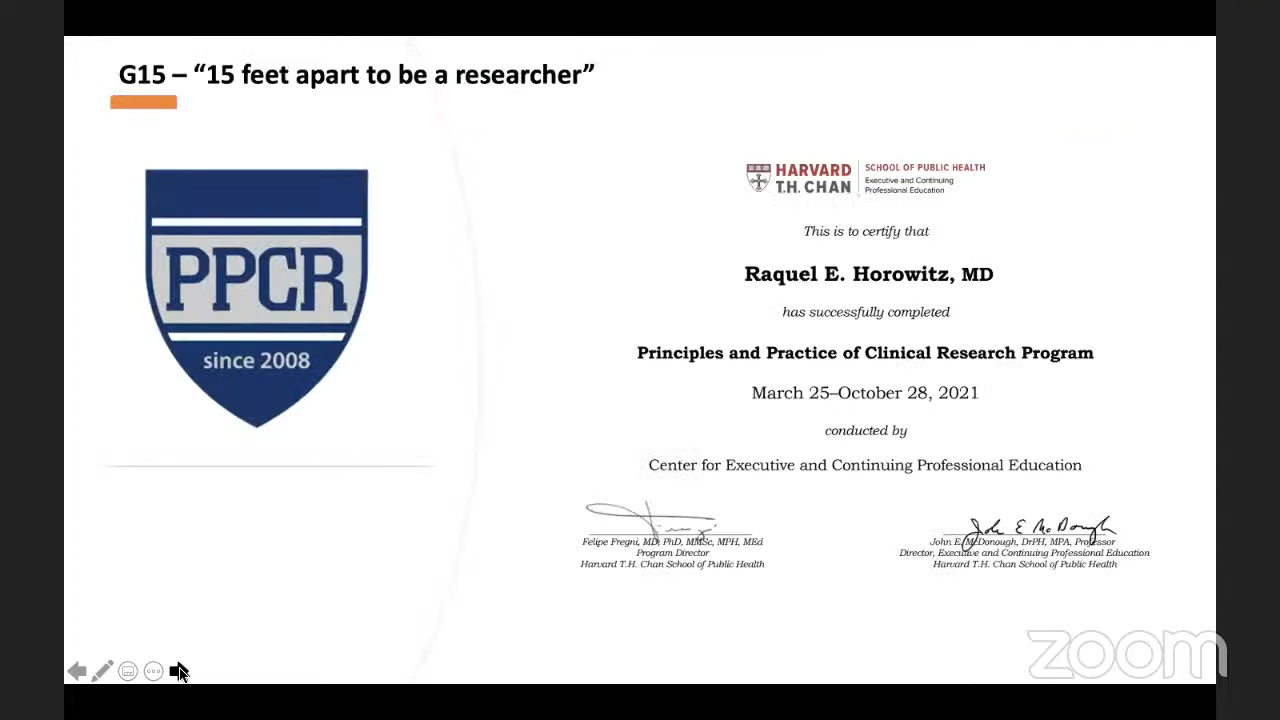 G15 – “15 feet apart to be a researcher”
PPCR
since 2008
HARVARD
T.H. CHAN
SCHOOL OF PUBLIC HEALTH
Executive and Continuing
Professional Education
This is to certify that
Raquel E. Horowitz, MD
has successfully completed
Principles and Practice of Clinical Research Program
March 25–October 28, 2021
conducted by
Center for Executive and Continuing Professional Education
Felipe Fregni, MD, PhD, MMSc, MPH, MEd
Program Director
Harvard T.H. Chan School of Public Health
John E McDonough
John E. McDonough, DrPH, MPA, Professor
Director, Executive and Continuing Professional Education
Harvard T.H. Chan School of Public Health
zoom